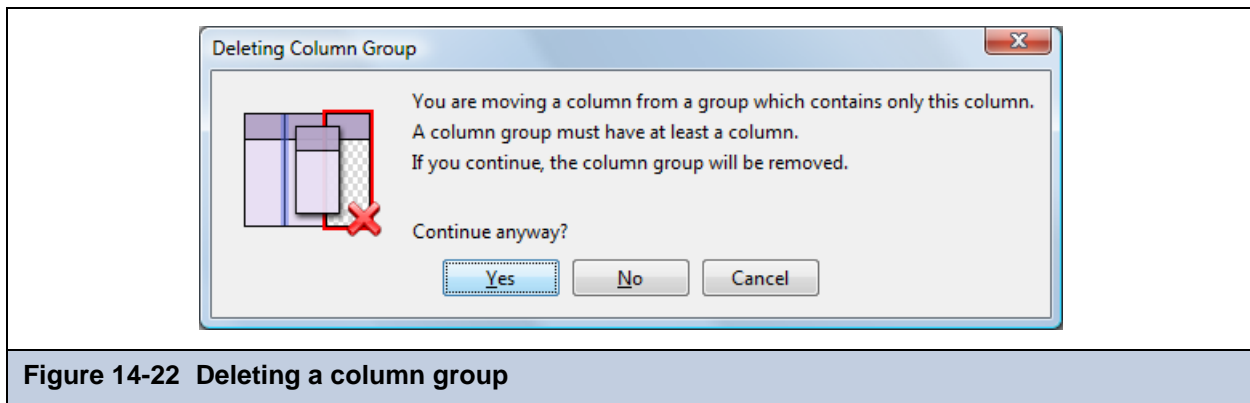 Deleting Column Group
You are moving a column from a group which contains only this column.
A column group must have at least a column.
If you continue, the column group will be removed.
Continue anyway?
Yes No Cancel
Figure 14-22 Deleting a column group